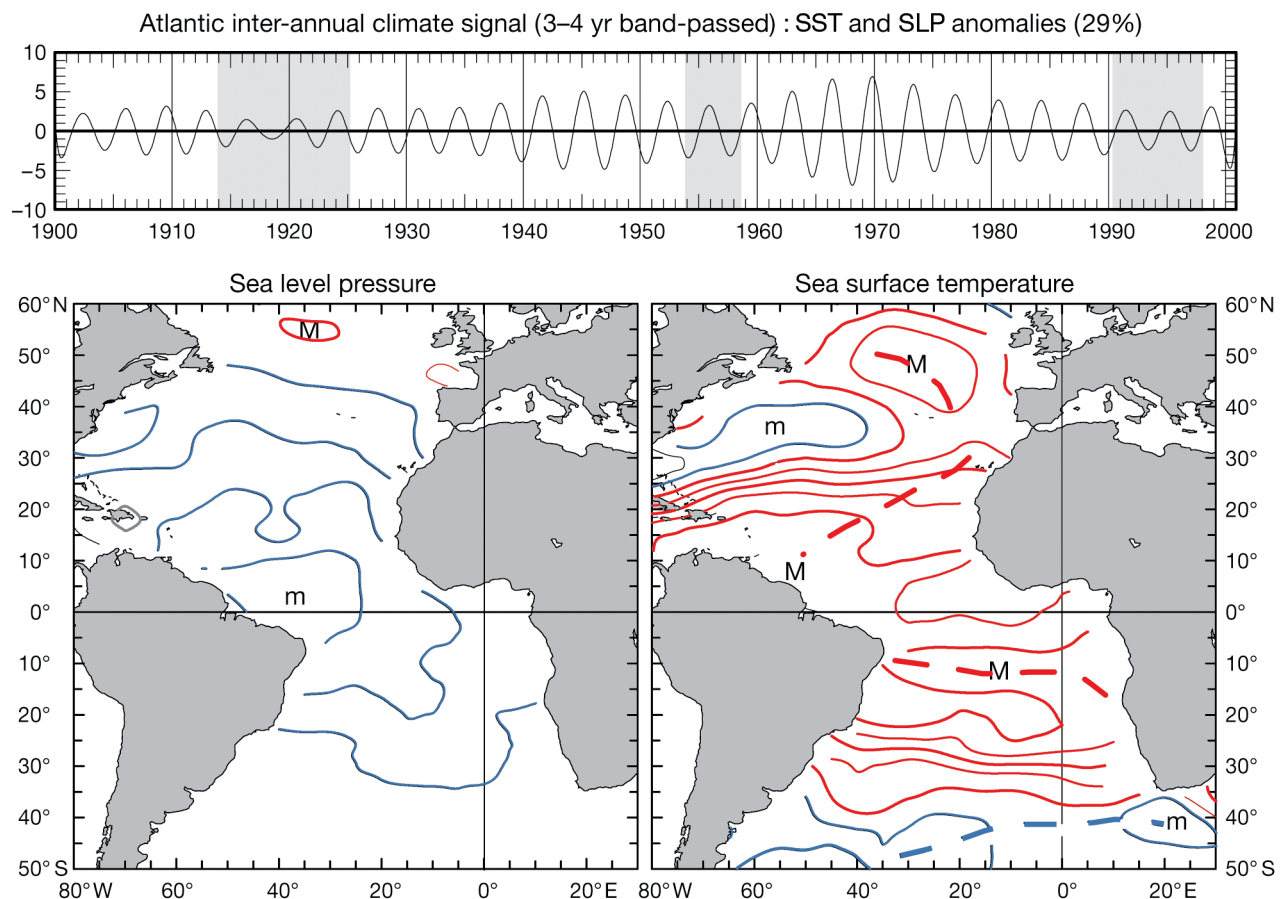 Atlantic inter-annual climate signal (3–4 yr band-passed) : SST and SLP anomalies (29%)
10
5
0
−5
−10
1900 1910 1920 1930 1940 1950 1960 1970 1980 1990 2000
Sea level pressure Sea surface temperature
60°N 60°N
M
50° M 50°
40° 40°
m
30° 30°
20° 20°
10° 10°
M
m
0° 0°
10° M 10°
20° 20°
30° 30°
40° 40°
m
50°S 50°S
80°W 60° 40° 20° 0° 20°E 80°W 60° 40° 20° 0° 20°E